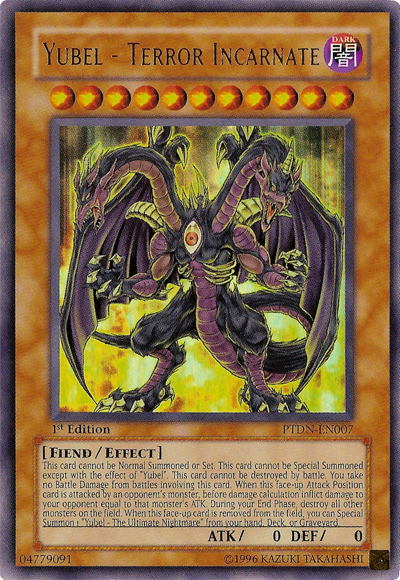 YUBEL - TERROR INCARNATE
DARK
闇
1st Edition
PTDN-EN007
[FIEND / EFFECT]
This card cannot be Normal Summoned or Set. This card cannot be Special Summoned
except with the effect of "Yubel". This card cannot be destroyed by battle. You take
no Battle Damage from battles involving this card. When this face-up Attack Position
card is attacked by an opponent's monster, before damage calculation inflict damage to
your opponent equal to that monster's ATK. During your End Phase, destroy all other
monsters on the field. When this face-up card is removed from the field, you can Special
Summon 1 "Yubel - The Ultimate Nightmare" from your hand, Deck, or Graveyard.
ATK / 0 DEF / 0
04779091
©1996 KAZUKI TAKAHASHI